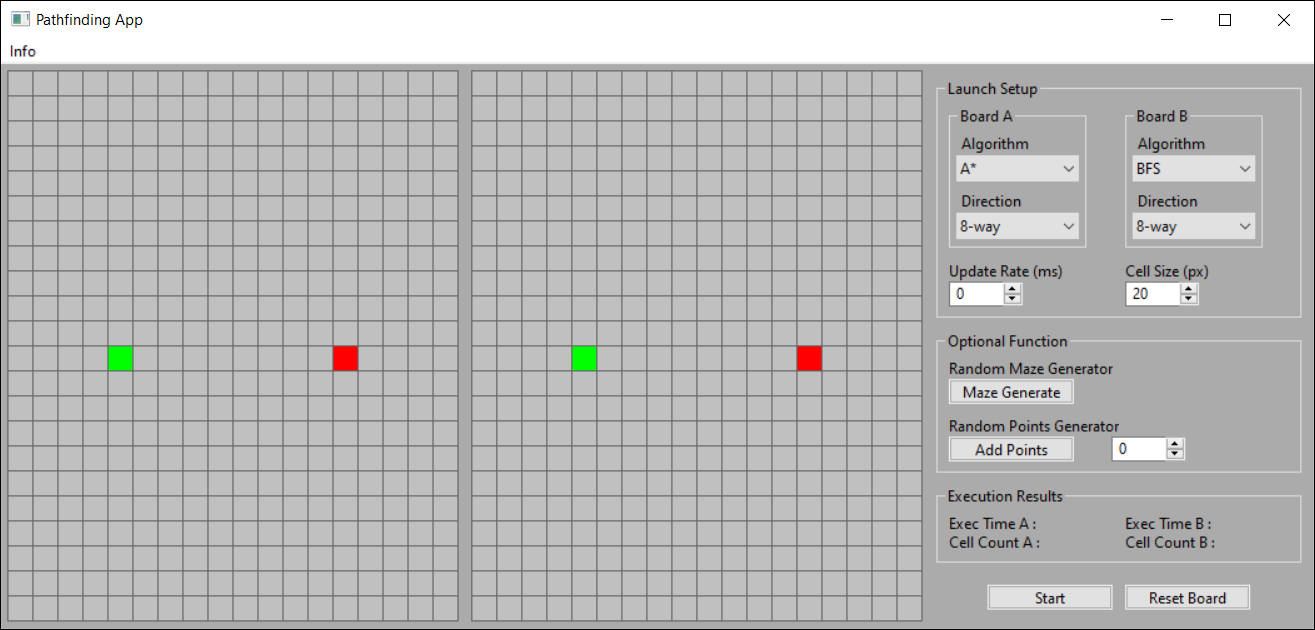 Pathfinding App
Info
Launch Setup
Board A
Board B
Algorithm
Algorithm
A*
BFS
Direction
Direction
8-way
8-way
Update Rate (ms)
Cell Size (px)
0
20
Optional Function
Random Maze Generator
Maze Generate
Random Points Generator
Add Points
0
Execution Results
Exec Time A :
Exec Time B :
Cell Count A :
Cell Count B :
Start
Reset Board